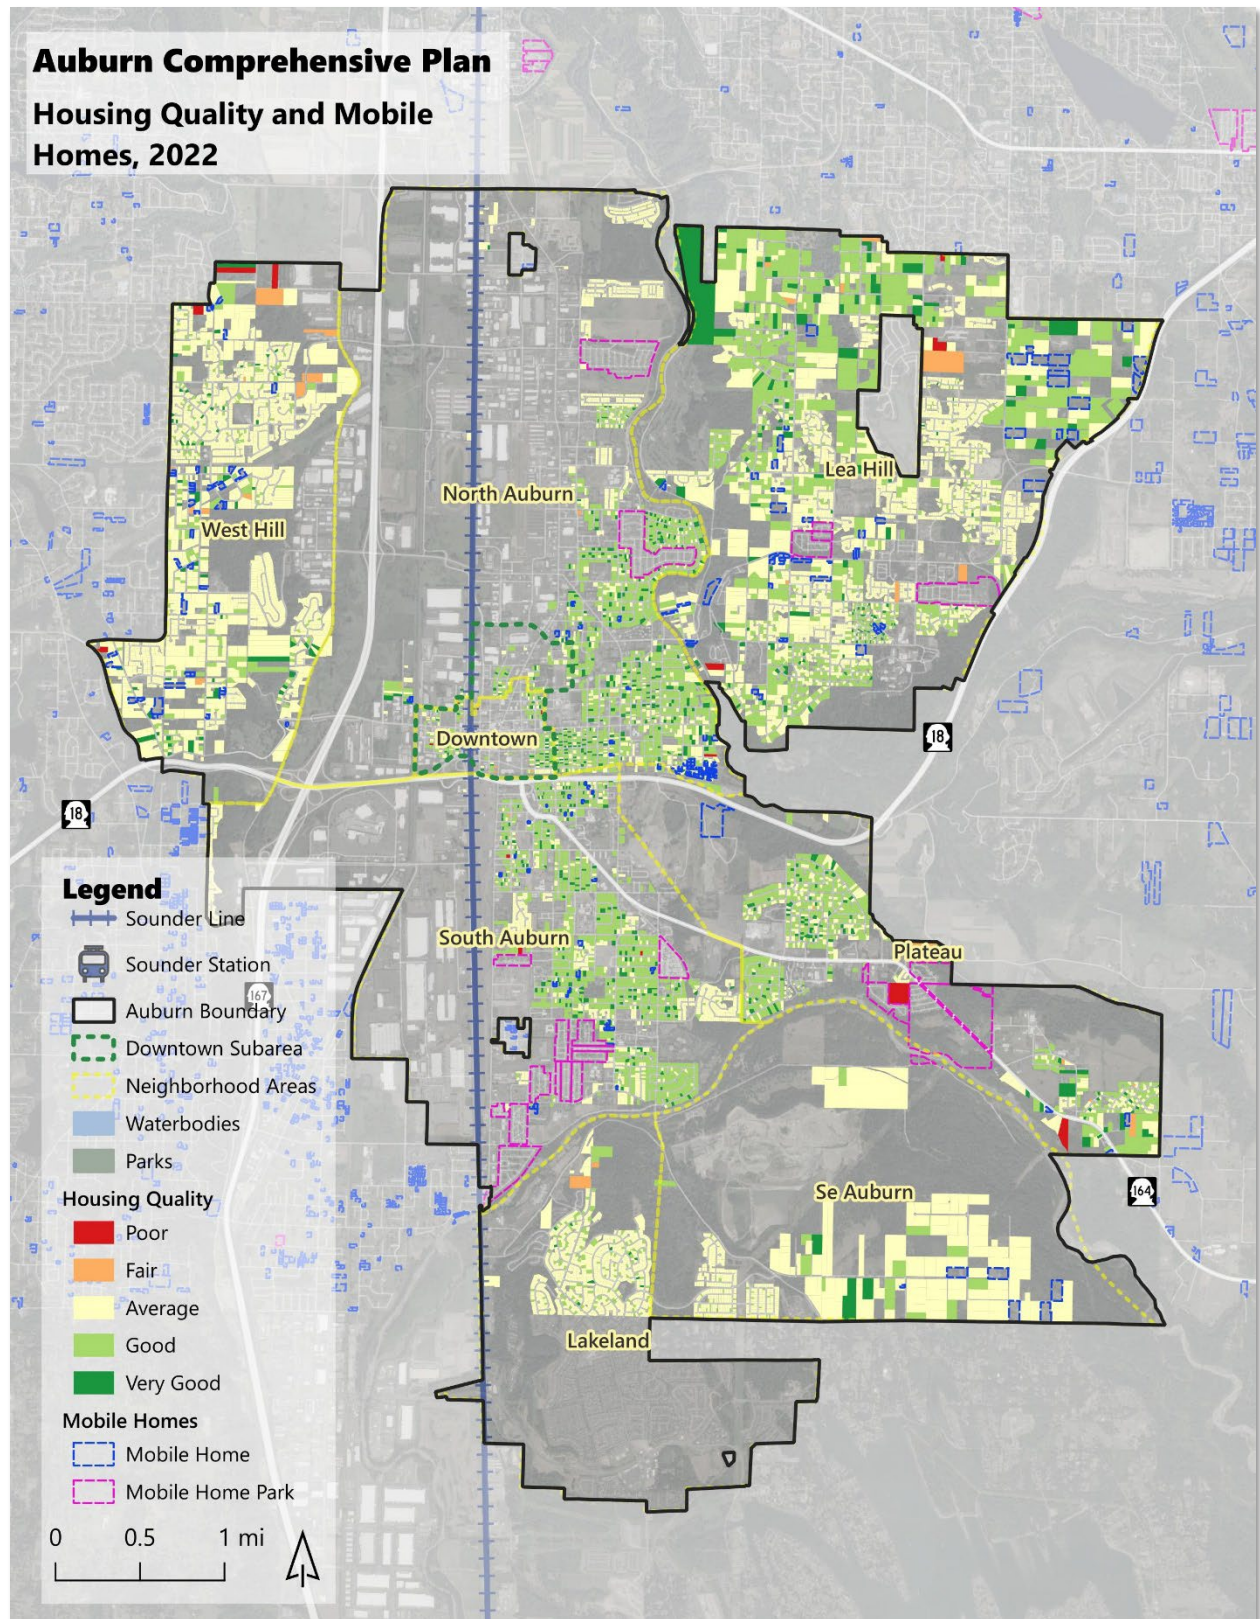 Auburn Comprehensive Plan
Housing Quality and Mobile
Homes, 2022
Lea Hill
North Auburn
West Hill
Downtown
18
18
Legend
Sounder Line
South Auburn
Plateau
Sounder Station
167
Auburn Boundary
Downtown Subarea
Neighborhood Areas
Waterbodies
Parks
Se Auburn
164
Housing Quality
Poor
Fair
Average
Good
Very Good
Lakeland
Mobile Homes
Mobile Home
Mobile Home Park
0 0.5 1 mi